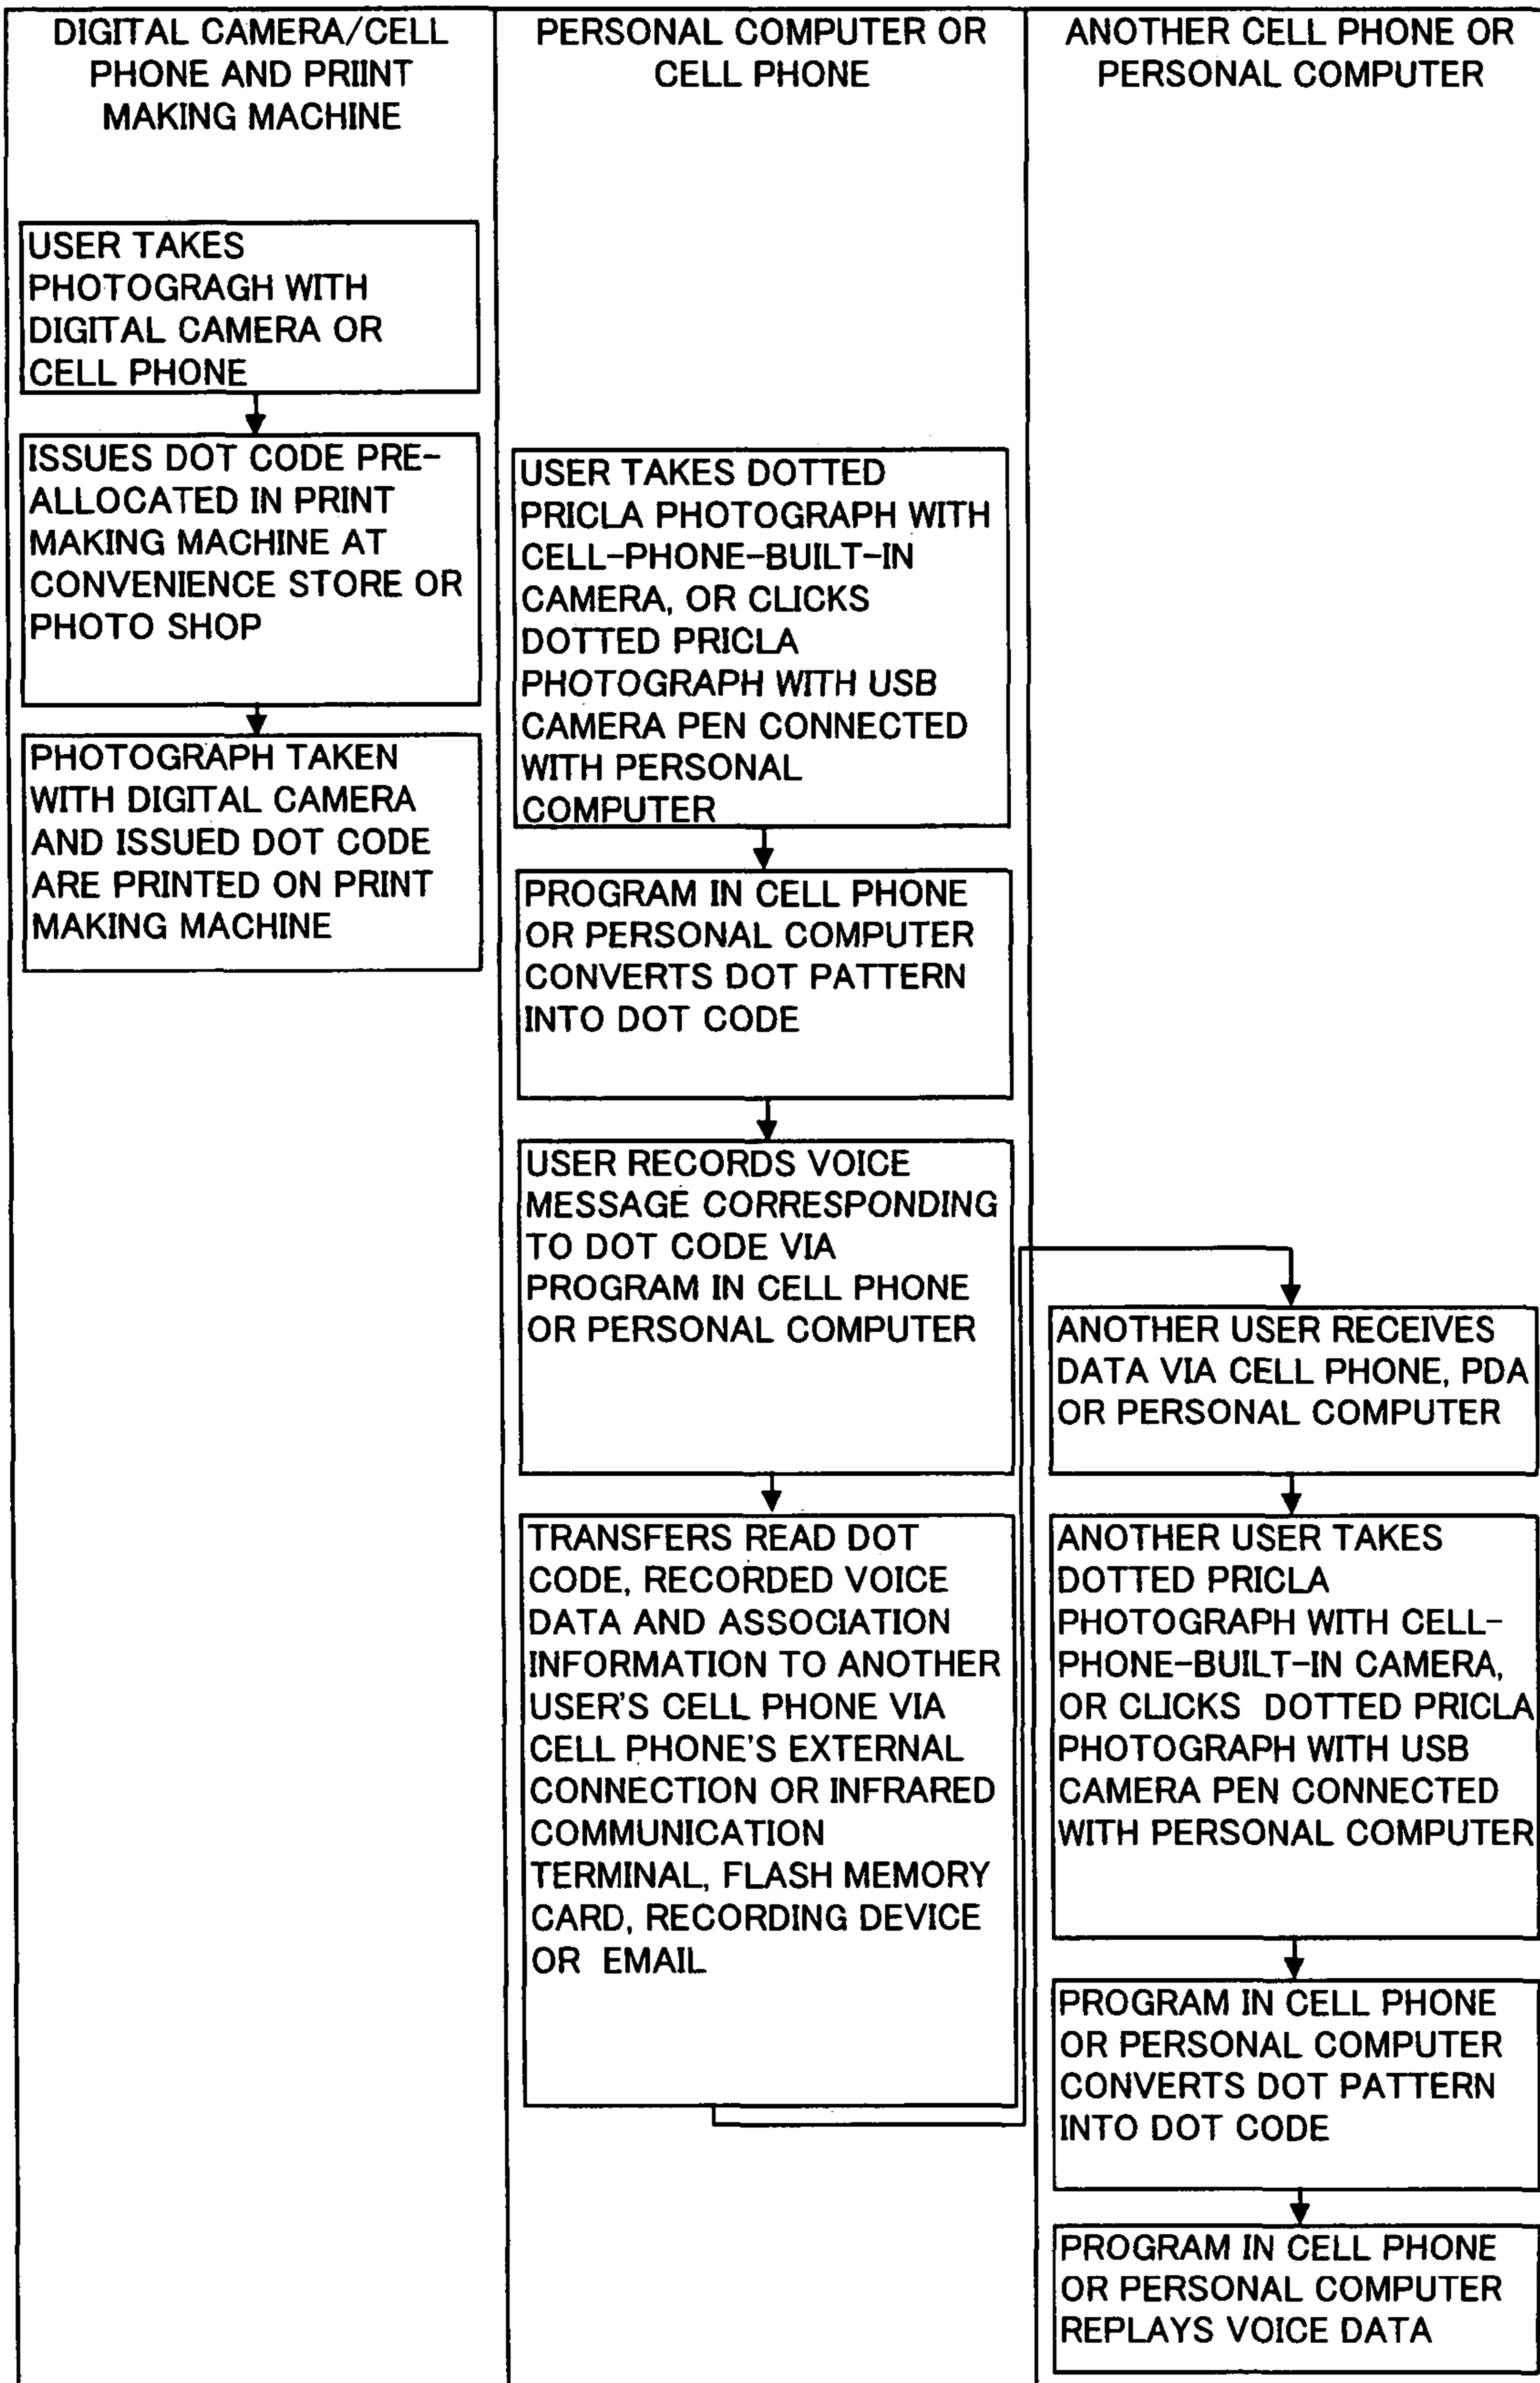 DIGITAL CAMERA/CELL
PHONE AND PRIINT
MAKING MACHINE
USER TAKES
PHOTOGRAGH WITH
DIGITAL CAMERA OR
CELL PHONE
ISSUES DOT CODE PRE-
ALLOCATED IN PRINT
MAKING MACHINE AT
CONVENIENCE STORE OR
PHOTO SHOP
PHOTOGRAPH TAKEN
WITH DIGITAL CAMERA
AND ISSUED DOT CODE
ARE PRINTED ON PRINT
MAKING MACHINE
PERSONAL COMPUTER OR
CELL PHONE
USER TAKES DOTTED
PRICLA PHOTOGRAPH WITH
CELL-PHONE-BUILT-IN
CAMERA, OR CLICKS
DOTTED PRICLA
PHOTOGRAPH WITH USB
CAMERA PEN CONNECTED
WITH PERSONAL
COMPUTER
PROGRAM IN CELL PHONE
OR PERSONAL COMPUTER
CONVERTS DOT PATTERN
INTO DOT CODE
USER RECORDS VOICE
MESSAGE CORRESPONDING
TO DOT CODE VIA
PROGRAM IN CELL PHONE
OR PERSONAL COMPUTER
TRANSFERS READ DOT
CODE, RECORDED VOICE
DATA AND ASSOCIATION
INFORMATION TO ANOTHER
USER'S CELL PHONE VIA
CELL PHONE'S EXTERNAL
CONNECTION OR INFRARED
COMMUNICATION
TERMINAL, FLASH MEMORY
CARD, RECORDING DEVICE
OR EMAIL
ANOTHER CELL PHONE OR
PERSONAL COMPUTER
ANOTHER USER RECEIVES
DATA VIA CELL PHONE, PDA
OR PERSONAL COMPUTER
ANOTHER USER TAKES
DOTTED PRICLA
PHOTOGRAPH WITH CELL-
PHONE-BUILT-IN CAMERA,
OR CLICKS DOTTED PRICLA
PHOTOGRAPH WITH USB
CAMERA PEN CONNECTED
WITH PERSONAL COMPUTER
PROGRAM IN CELL PHONE
OR PERSONAL COMPUTER
CONVERTS DOT PATTERN
INTO DOT CODE
PROGRAM IN CELL PHONE
OR PERSONAL COMPUTER
REPLAYS VOICE DATA